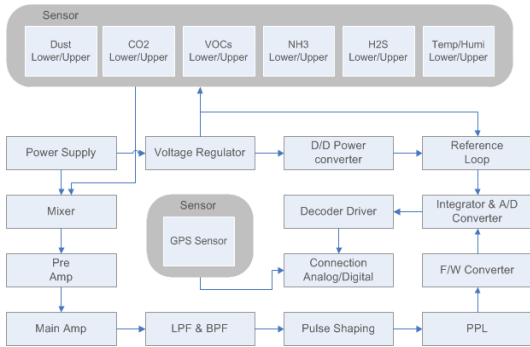 Sensor
Dust
Lower/Upper
CO2
Lower/Upper
VOCs
Lower/Upper
NH3
Lower/Upper
H2S
Lower/Upper
Temp/Humi
Lower/Upper
Power Supply
Voltage Regulator
D/D Power
converter
Reference
Loop
Mixer
Sensor
GPS Sensor
Decoder Driver
Integrator & A/D
Converter
Pre
Amp
Connection
Analog/Digital
F/W Converter
Main Amp
LPF & BPF
Pulse Shaping
PPL